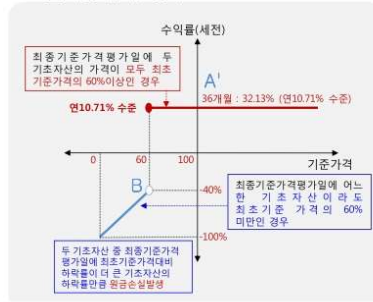 수익률(세전)
최종기준가격평가일에 두
기초자산의 가격이 모두 최초
기준가격의 60%이상인 경우
A'
36개월 : 32.13% (연10.71% 수준)
연10.71% 수준
0
60
100
기준가격
B
-40%
최종기준가격평가일에 어느
한 기초자산이라도
최초기준 가격의 60%
미만인 경우
-100%
두 기초자산 중 최종기준가격
평가일에 최초기준가격대비
하락률이 더 큰 기초자산의
하락률만큼 원금손실발생